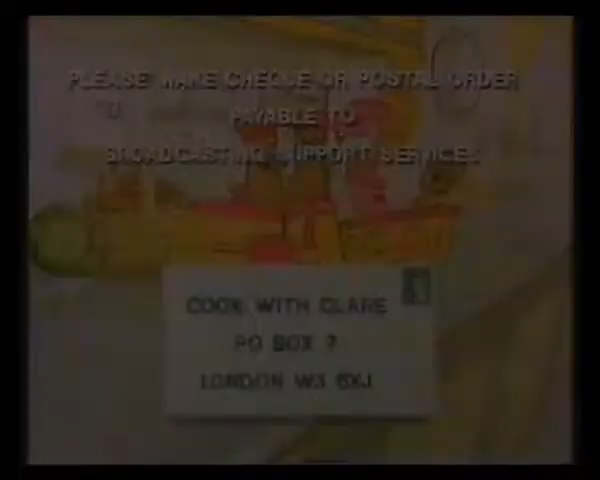 PLEASE MAKE CHEQUE OR POSTAL ORDER
PAYABLE TO
BROADCASTING SUPPORT SERVICES
COOK WITH CLARE
PO BOX 7
LONDON W3 6XJ